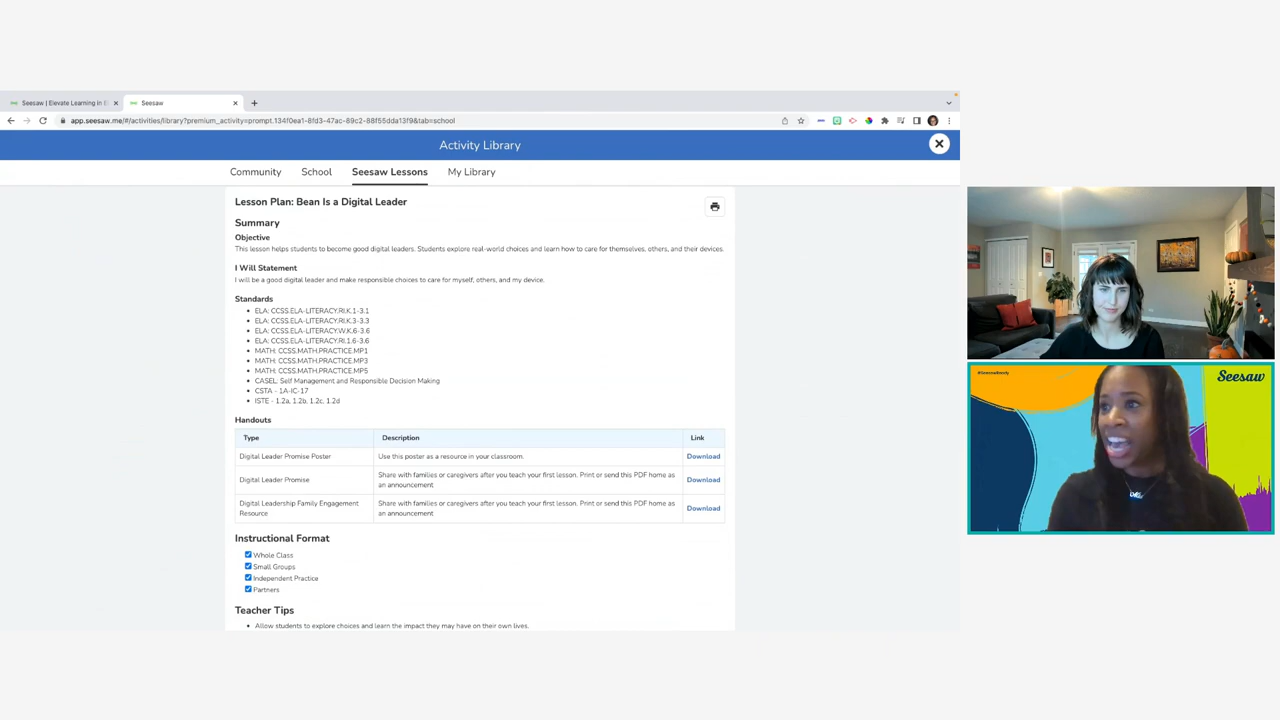 Seesaw | Elevate Learning in E
Seesaw
app.seesaw.me/#/activities/library?premium_activity=prompt.134f0ea1-8fd3-47ac-89c2-88f55dda13f9&tab=school
Activity Library
Community
School
Seesaw Lessons
My Library
Lesson Plan: Bean Is a Digital Leader
Summary
Objective
This lesson helps students to become good digital leaders. Students explore real-world choices and learn how to care for themselves, others, and their devices.
I Will Statement
I will be a good digital leader and make responsible choices to care for myself, others, and my device.
Standards
ELA: CCSS.ELA-LITERACY.RI.K.1-3.1
ELA: CCSS.ELA-LITERACY.RI.K.3-3.3
ELA: CCSS.ELA-LITERACY.W.K.6-3.6
ELA: CCSS.ELA-LITERACY.RI.1.6-3.6
MATH: CCSS.MATH.PRACTICE.MP1
MATH: CCSS.MATH.PRACTICE.MP3
MATH: CCSS.MATH.PRACTICE.MP5
CASEL: Self Management and Responsible Decision Making
CSTA - 1A-IC-17
ISTE - 1.2a, 1.2b, 1.2c, 1.2d
Handouts
Type Description Link
Digital Leader Promise Poster Use this poster as a resource in your classroom. Download
Digital Leader Promise Share with families or caregivers after you teach your first lesson. Print or send this PDF home as
an announcement Download
Digital Leadership Family Engagement
Resource Share with families or caregivers after you teach your first lesson. Print or send this PDF home as
an announcement Download
Instructional Format
Whole Class
Small Groups
Independent Practice
Partners
Teacher Tips
Allow students to explore choices and learn the impact they may have on their own lives.
Seesaw